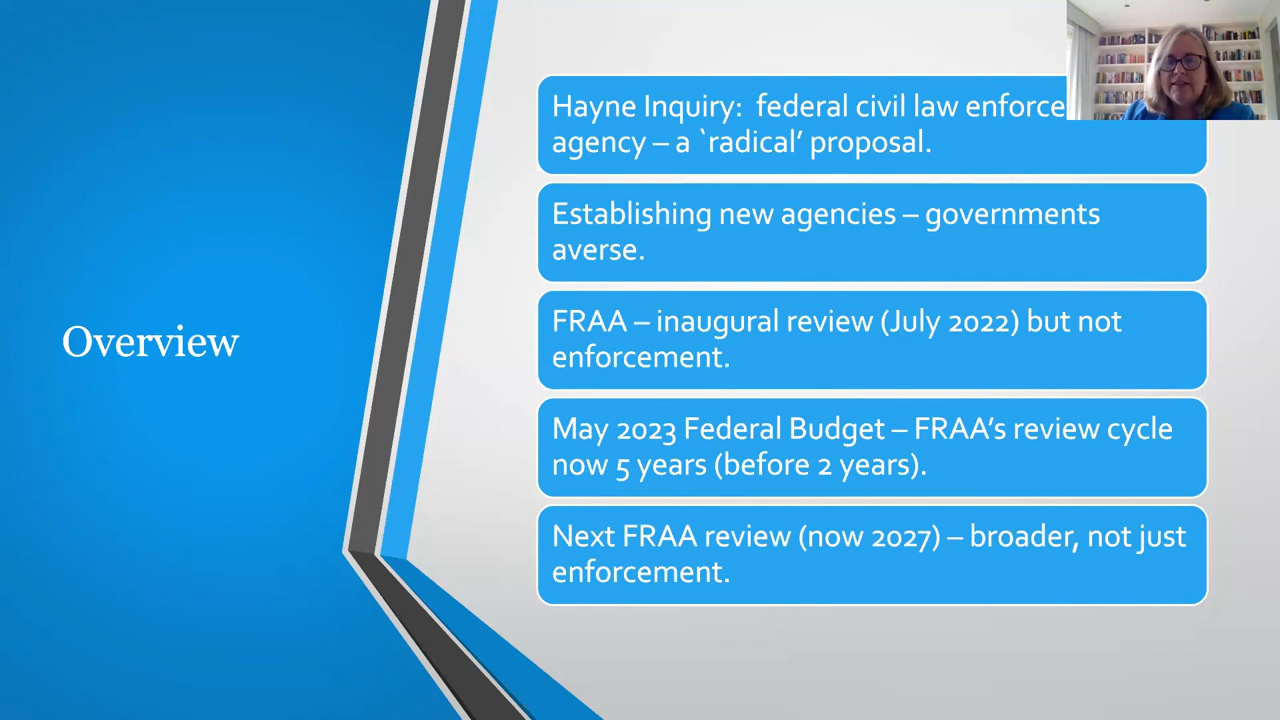 Overview
Hayne Inquiry:  federal civil law enforce
agency – a `radical’ proposal.
Establishing new agencies – governments
averse.
FRAA – inaugural review (July 2022) but not
enforcement.
May 2023 Federal Budget – FRAA’s review cycle
now 5 years (before 2 years).
Next FRAA review (now 2027) – broader, not just
enforcement.